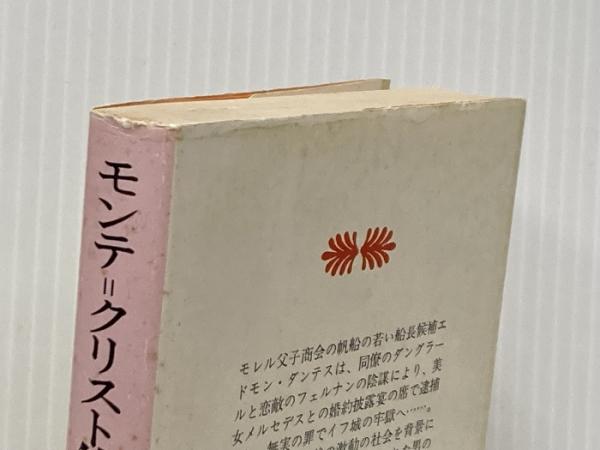 モンテ=クリスト
モレル父子商会の帆船の若い船長候補エ
ドモン・ダンテスは、同僚のダングラー
ルと恋敵のフェルナンの陰謀により、美
女メルセデスとの婚約披露宴の席で逮捕
無実の罪でイフ城の牢獄へ……。
の激動の社会を背景に
た男の